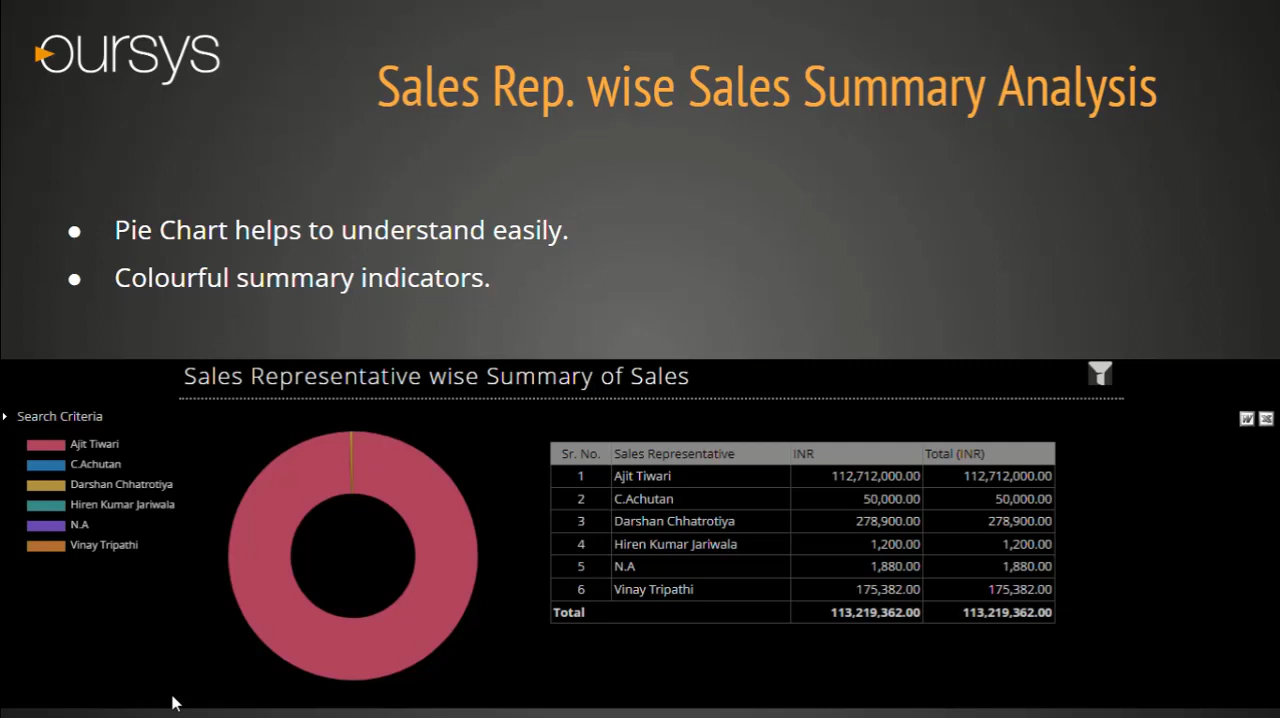 oursys
Sales Rep. wise Sales Summary Analysis
● Pie Chart helps to understand easily.
● Colourful summary indicators.
Sales Representative wise Summary of Sales
Search Criteria
Ajit Tiwari
C.Achutan
Darshan Chhatrotiya
Hiren Kumar Jariwala
N.A
Vinay Tripathi
Sr. No. Sales Representative INR Total (INR)
1 Ajit Tiwari 112,712,000.00 112,712,000.00
2 C.Achutan 50,000.00 50,000.00
3 Darshan Chhatrotiya 278,900.00 278,900.00
4 Hiren Kumar Jariwala 1,200.00 1,200.00
5 N.A 1,880.00 1,880.00
6 Vinay Tripathi 175,382.00 175,382.00
Total 113,219,362.00 113,219,362.00